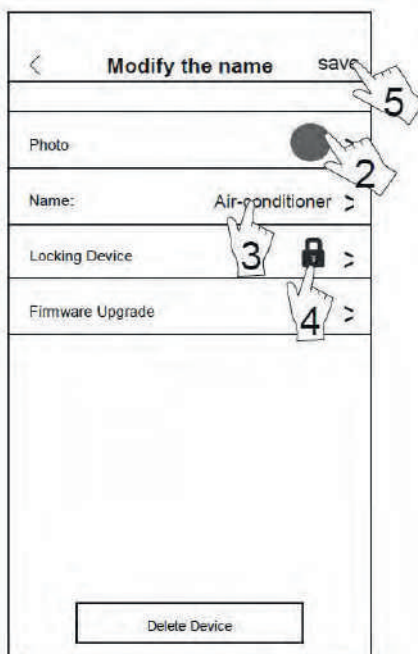 < Modify the name save
5
Photo >
2
Name: Air-conditioner >
3
Locking Device >
4
Firmware Upgrade >
Delete Device